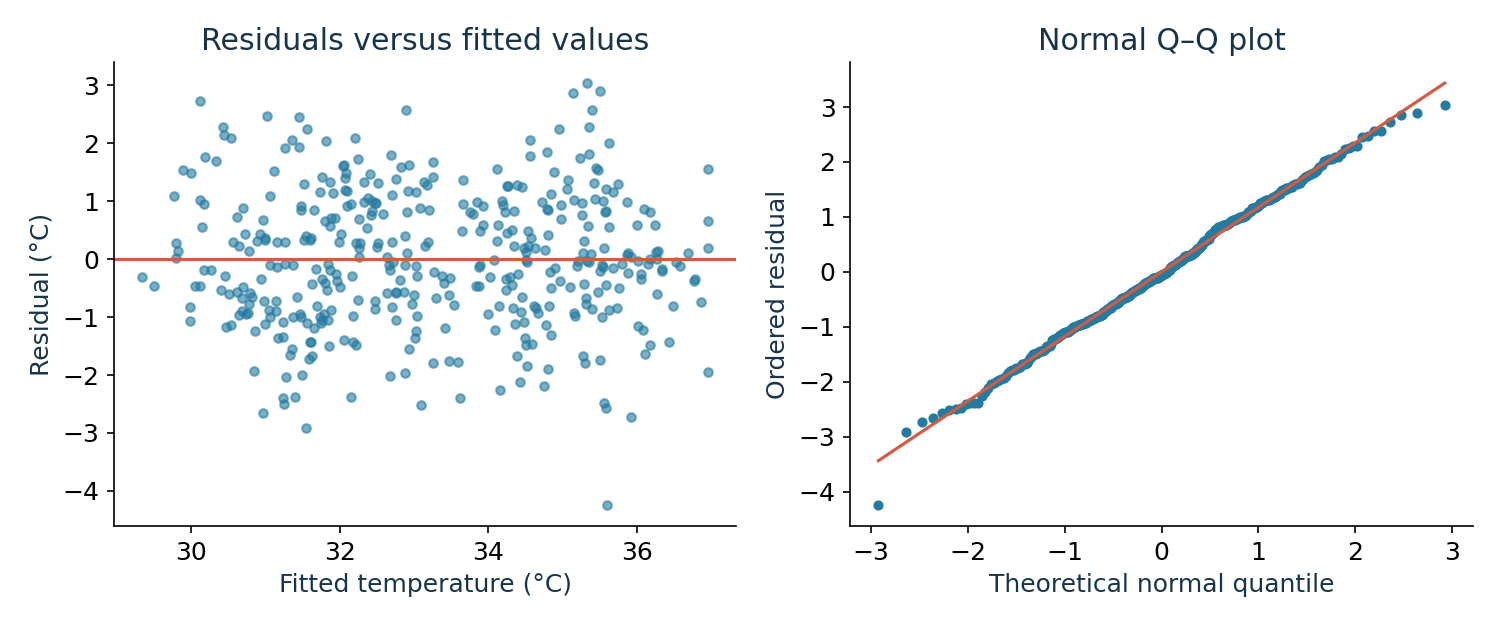 Residuals versus fitted values
3
2
1
0
−1
−2
−3
−4
Residual (°C)
30 32 34 36
Fitted temperature (°C)
Normal Q–Q plot
3
2
1
0
−1
−2
−3
−4
Ordered residual
−3 −2 −1 0 1 2 3
Theoretical normal quantile